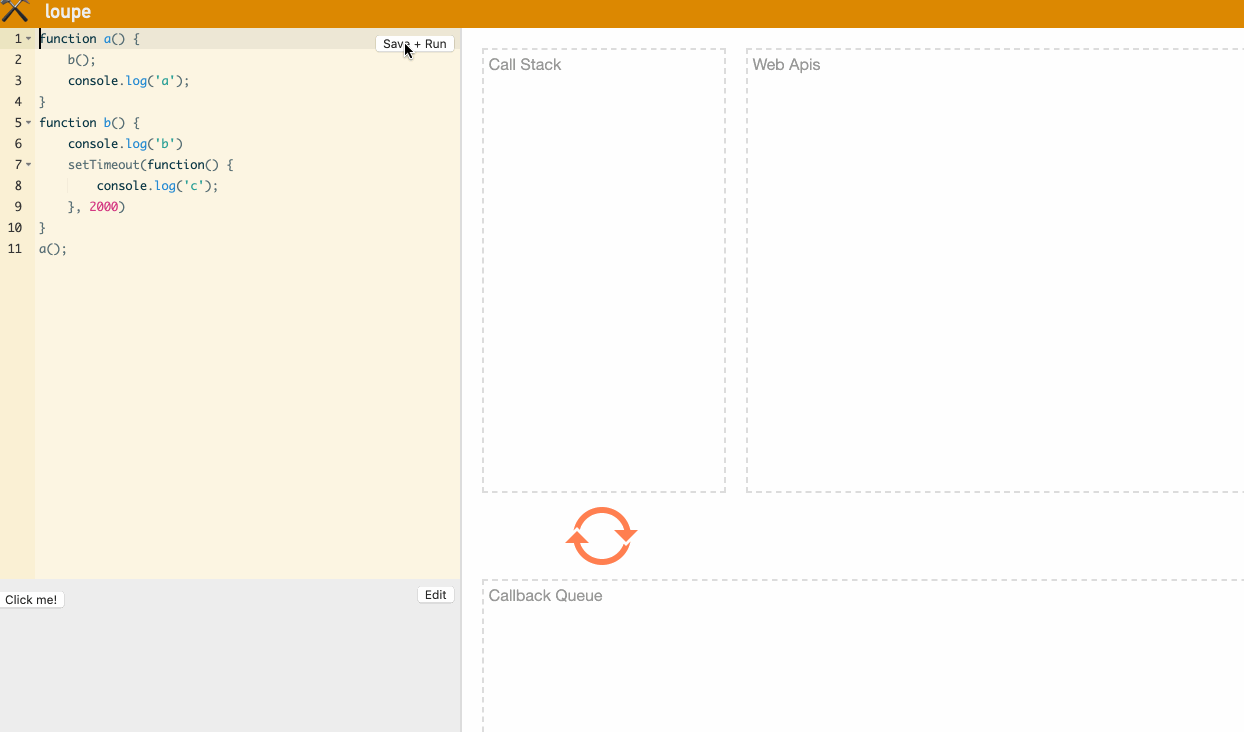 loupe
1 function a() {
Save + Run
2     b();
3     console.log('a');
4 }
5 function b() {
6     console.log('b')
7     setTimeout(function() {
8         console.log('c');
9     }, 2000)
10 }
11 a();
Click me!
Edit
Call Stack
Web Apis
Callback Queue